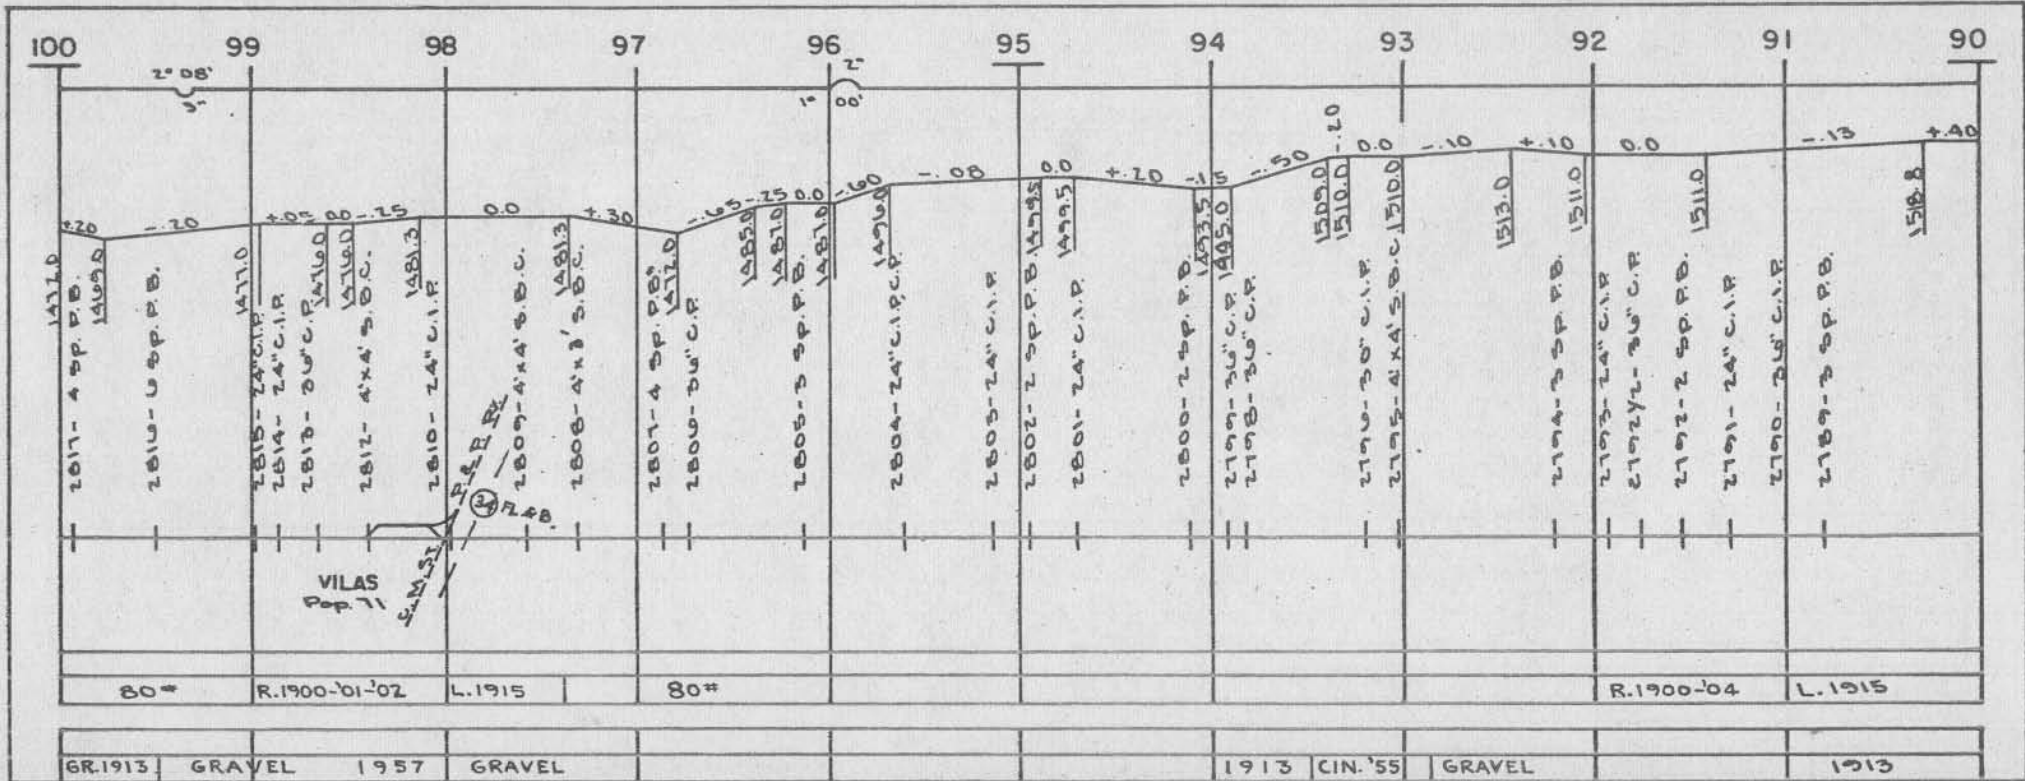 100 99 98 97 96 95 94 93 92 91 90
2° 08'
3"
2"
1° 00'
+.20 -.20 +.05 0.0 -.25 0.0 +.30 -.65 -.25 0.0 -.60 -.08 0.0 +.20 -.15 -.50 -.20 0.0 -.10 +.10 0.0 -.13 +.40
1472.0
1469.0
1477.0
1476.0
1476.0
1481.3
1481.3
1472.0
1485.0
1487.0
1487.0
1496.0
1499.5
1499.5
1493.5
1495.0
1509.0
1510.0
1510.0
1513.0
1511.0
1511.0
1518.8
2817- 4 Sp. P.B.
2816- 6 Sp. P.B.
2815- 24" C.I.P.
2814- 24" C.I.P.
2813- 36" C.P.
2812- 4'x4' S.B.C.
2810- 24" C.I.P.
2809- 4'x4' S.B.C.
2808- 4'x3' S.B.C.
2807- 4 Sp. P.B.
2806- 36" C.P.
2805- 3 Sp. P.B.
2804- 24" C.I.P. C.P.
2803- 24" C.I.P.
2802- 2 Sp. P.B.
2801- 24" C.I.P.
2800- 2 Sp. P.B.
2799- 36" C.P.
2798- 36" C.P.
2796- 30" C.I.P.
2795- 4'x4' S.B.C.
2794- 3 Sp. P.B.
2793- 24" C.I.P.
2792½- 36" C.P.
2792- 2 Sp. P.B.
2791- 24" C.I.P.
2790- 36" C.I.P.
2789- 3 Sp. P.B.
34 FL & B.
VILAS
Pop. 71
80# R.1900-'01-'02 L.1915 80# R.1900-'04 L.1915
GR.1913 GRAVEL 1957 GRAVEL 1913 CIN.'55 GRAVEL 1913